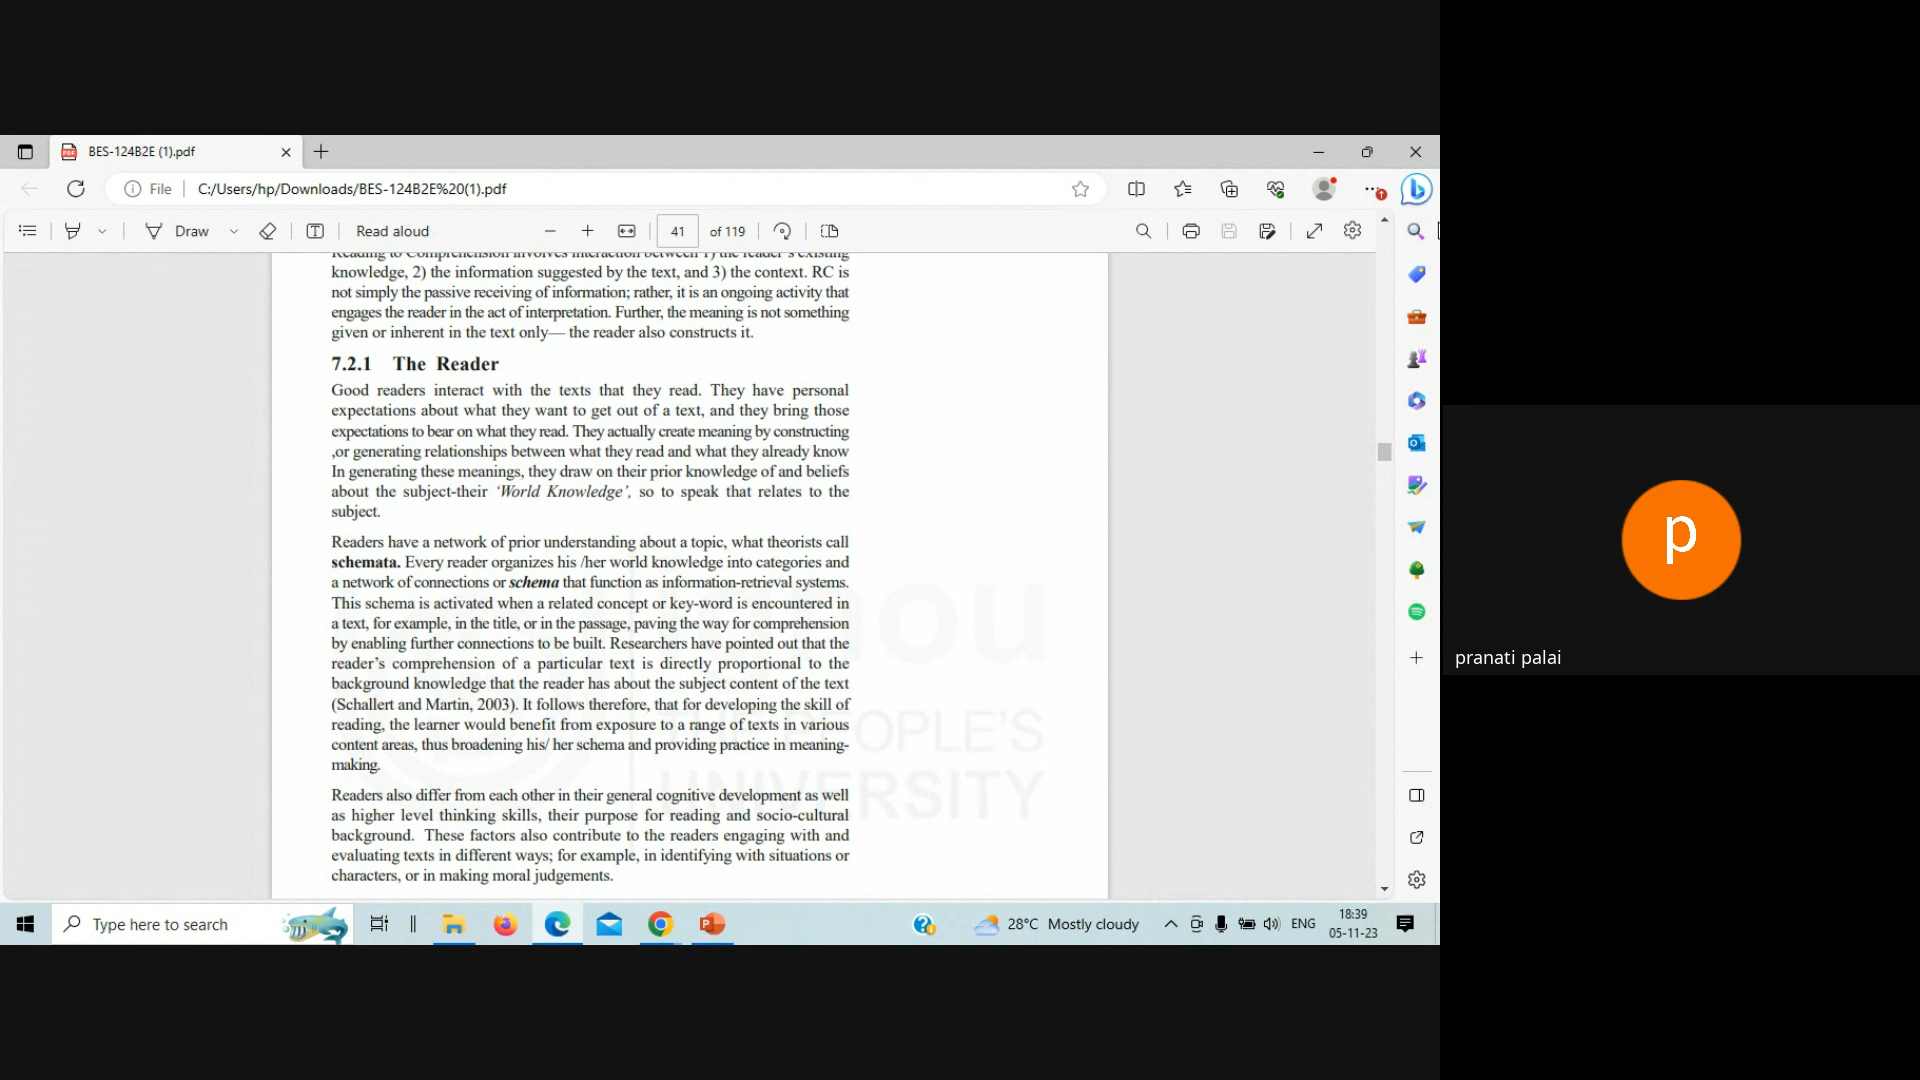 BES-124B2E (1).pdf
File C:/Users/hp/Downloads/BES-124B2E%20(1).pdf
Draw Read aloud 41 of 119
Reading to Comprehension involves interaction between 1) the reader's existing
knowledge, 2) the information suggested by the text, and 3) the context. RC is
not simply the passive receiving of information; rather, it is an ongoing activity that
engages the reader in the act of interpretation. Further, the meaning is not something
given or inherent in the text only— the reader also constructs it.
7.2.1 The Reader
Good readers interact with the texts that they read. They have personal
expectations about what they want to get out of a text, and they bring those
expectations to bear on what they read. They actually create meaning by constructing
,or generating relationships between what they read and what they already know
In generating these meanings, they draw on their prior knowledge of and beliefs
about the subject-their 'World Knowledge', so to speak that relates to the
subject.
Readers have a network of prior understanding about a topic, what theorists call
schemata. Every reader organizes his /her world knowledge into categories and
a network of connections or schema that function as information-retrieval systems.
This schema is activated when a related concept or key-word is encountered in
a text, for example, in the title, or in the passage, paving the way for comprehension
by enabling further connections to be built. Researchers have pointed out that the
reader's comprehension of a particular text is directly proportional to the
background knowledge that the reader has about the subject content of the text
(Schallert and Martin, 2003). It follows therefore, that for developing the skill of
reading, the learner would benefit from exposure to a range of texts in various
content areas, thus broadening his/ her schema and providing practice in meaning-
making.
Readers also differ from each other in their general cognitive development as well
as higher level thinking skills, their purpose for reading and socio-cultural
background. These factors also contribute to the readers engaging with and
evaluating texts in different ways; for example, in identifying with situations or
characters, or in making moral judgements.
PEOPLE'S
UNIVERSITY
p
pranati palai
Type here to search 28°C Mostly cloudy ENG 18:39
05-11-23